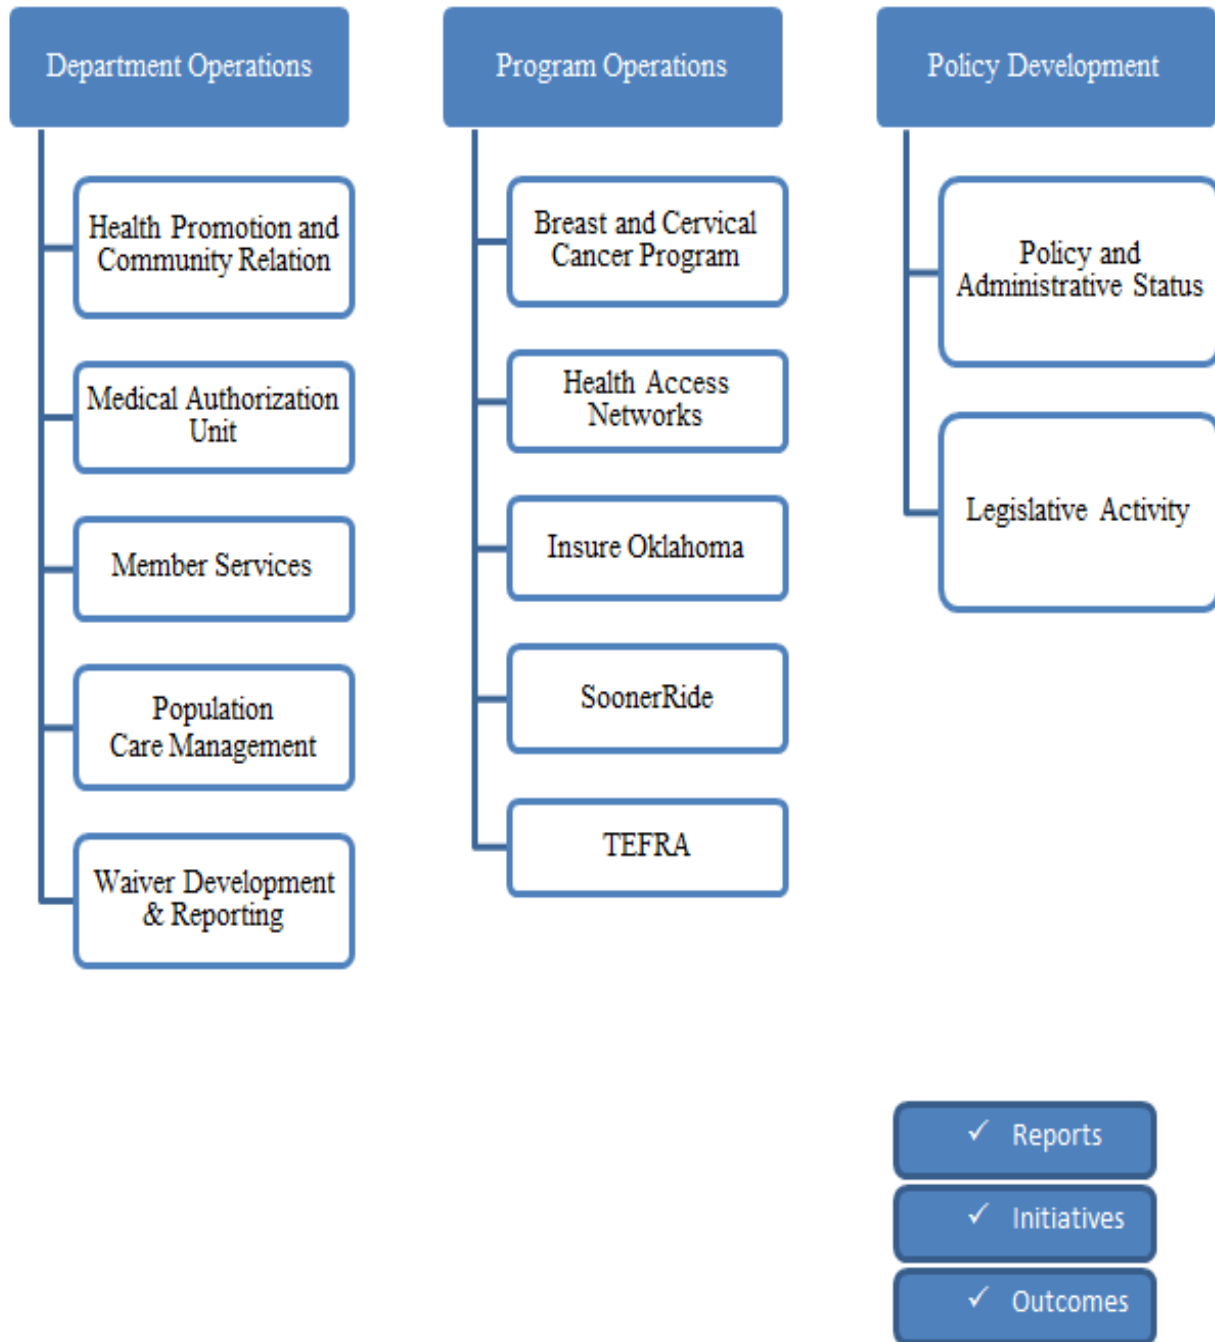 Department Operations
Health Promotion and
Community Relation
Medical Authorization
Unit
Member Services
Population
Care Management
Waiver Development
& Reporting
Program Operations
Breast and Cervical
Cancer Program
Health Access
Networks
Insure Oklahoma
SoonerRide
TEFRA
Policy Development
Policy and
Administrative Status
Legislative Activity
✓ Reports
✓ Initiatives
✓ Outcomes